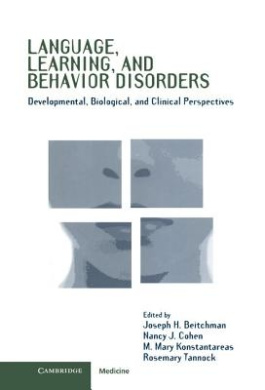 LANGUAGE,
LEARNING, AND
BEHAVIOR DISORDERS
Developmental, Biological, and Clinical Perspectives
Edited by
Joseph H. Beitchman
Nancy J. Cohen
M. Mary Konstantareas
Rosemary Tannock
CAMBRIDGE Medicine